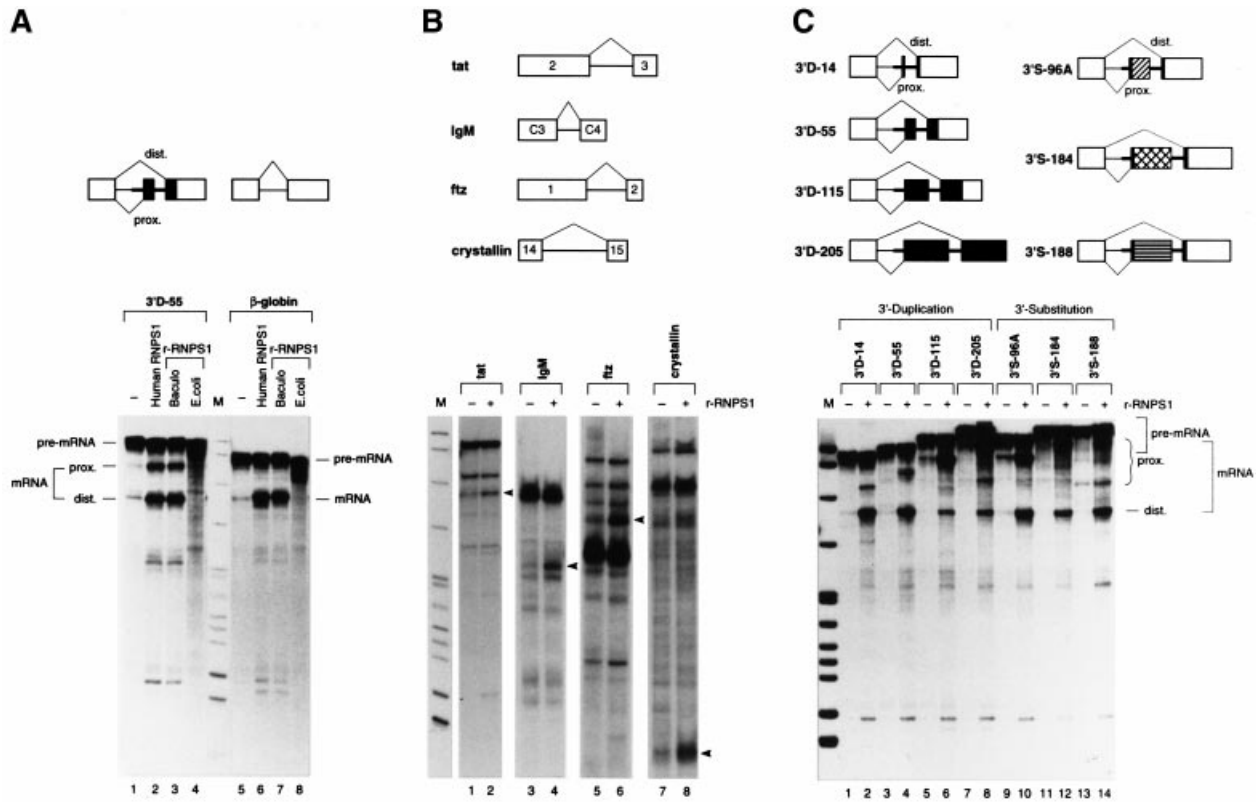 A
dist.
prox.
3'D-55
β-globin
r-RNPS1
r-RNPS1
– Human RNPS1 Baculo E.coli M – Human RNPS1 Baculo E.coli
pre-mRNA
pre-mRNA
prox.
mRNA
dist.
mRNA
1 2 3 4 5 6 7 8
B
tat 2 3
IgM C3 C4
ftz 1 2
crystallin 14 15
tat IgM ftz crystallin
M – + – + – + – + r-RNPS1
1 2 3 4 5 6 7 8
C
dist.
3'D-14
prox.
3'D-55
3'D-115
3'D-205
dist.
3'S-96A
prox.
3'S-184
3'S-188
3'-Duplication 3'-Substitution
3'D-14 3'D-55 3'D-115 3'D-205 3'S-96A 3'S-184 3'S-188
r-RNPS1
M – + – + – + – + – + – + – +
pre-mRNA
prox.
mRNA
dist.
1 2 3 4 5 6 7 8 9 10 11 12 13 14